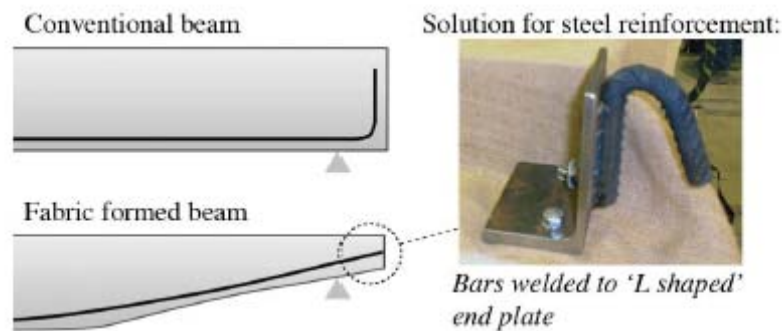 Conventional beam
Solution for steel reinforcement:
Fabric formed beam
Bars welded to ‘L shaped’
end plate